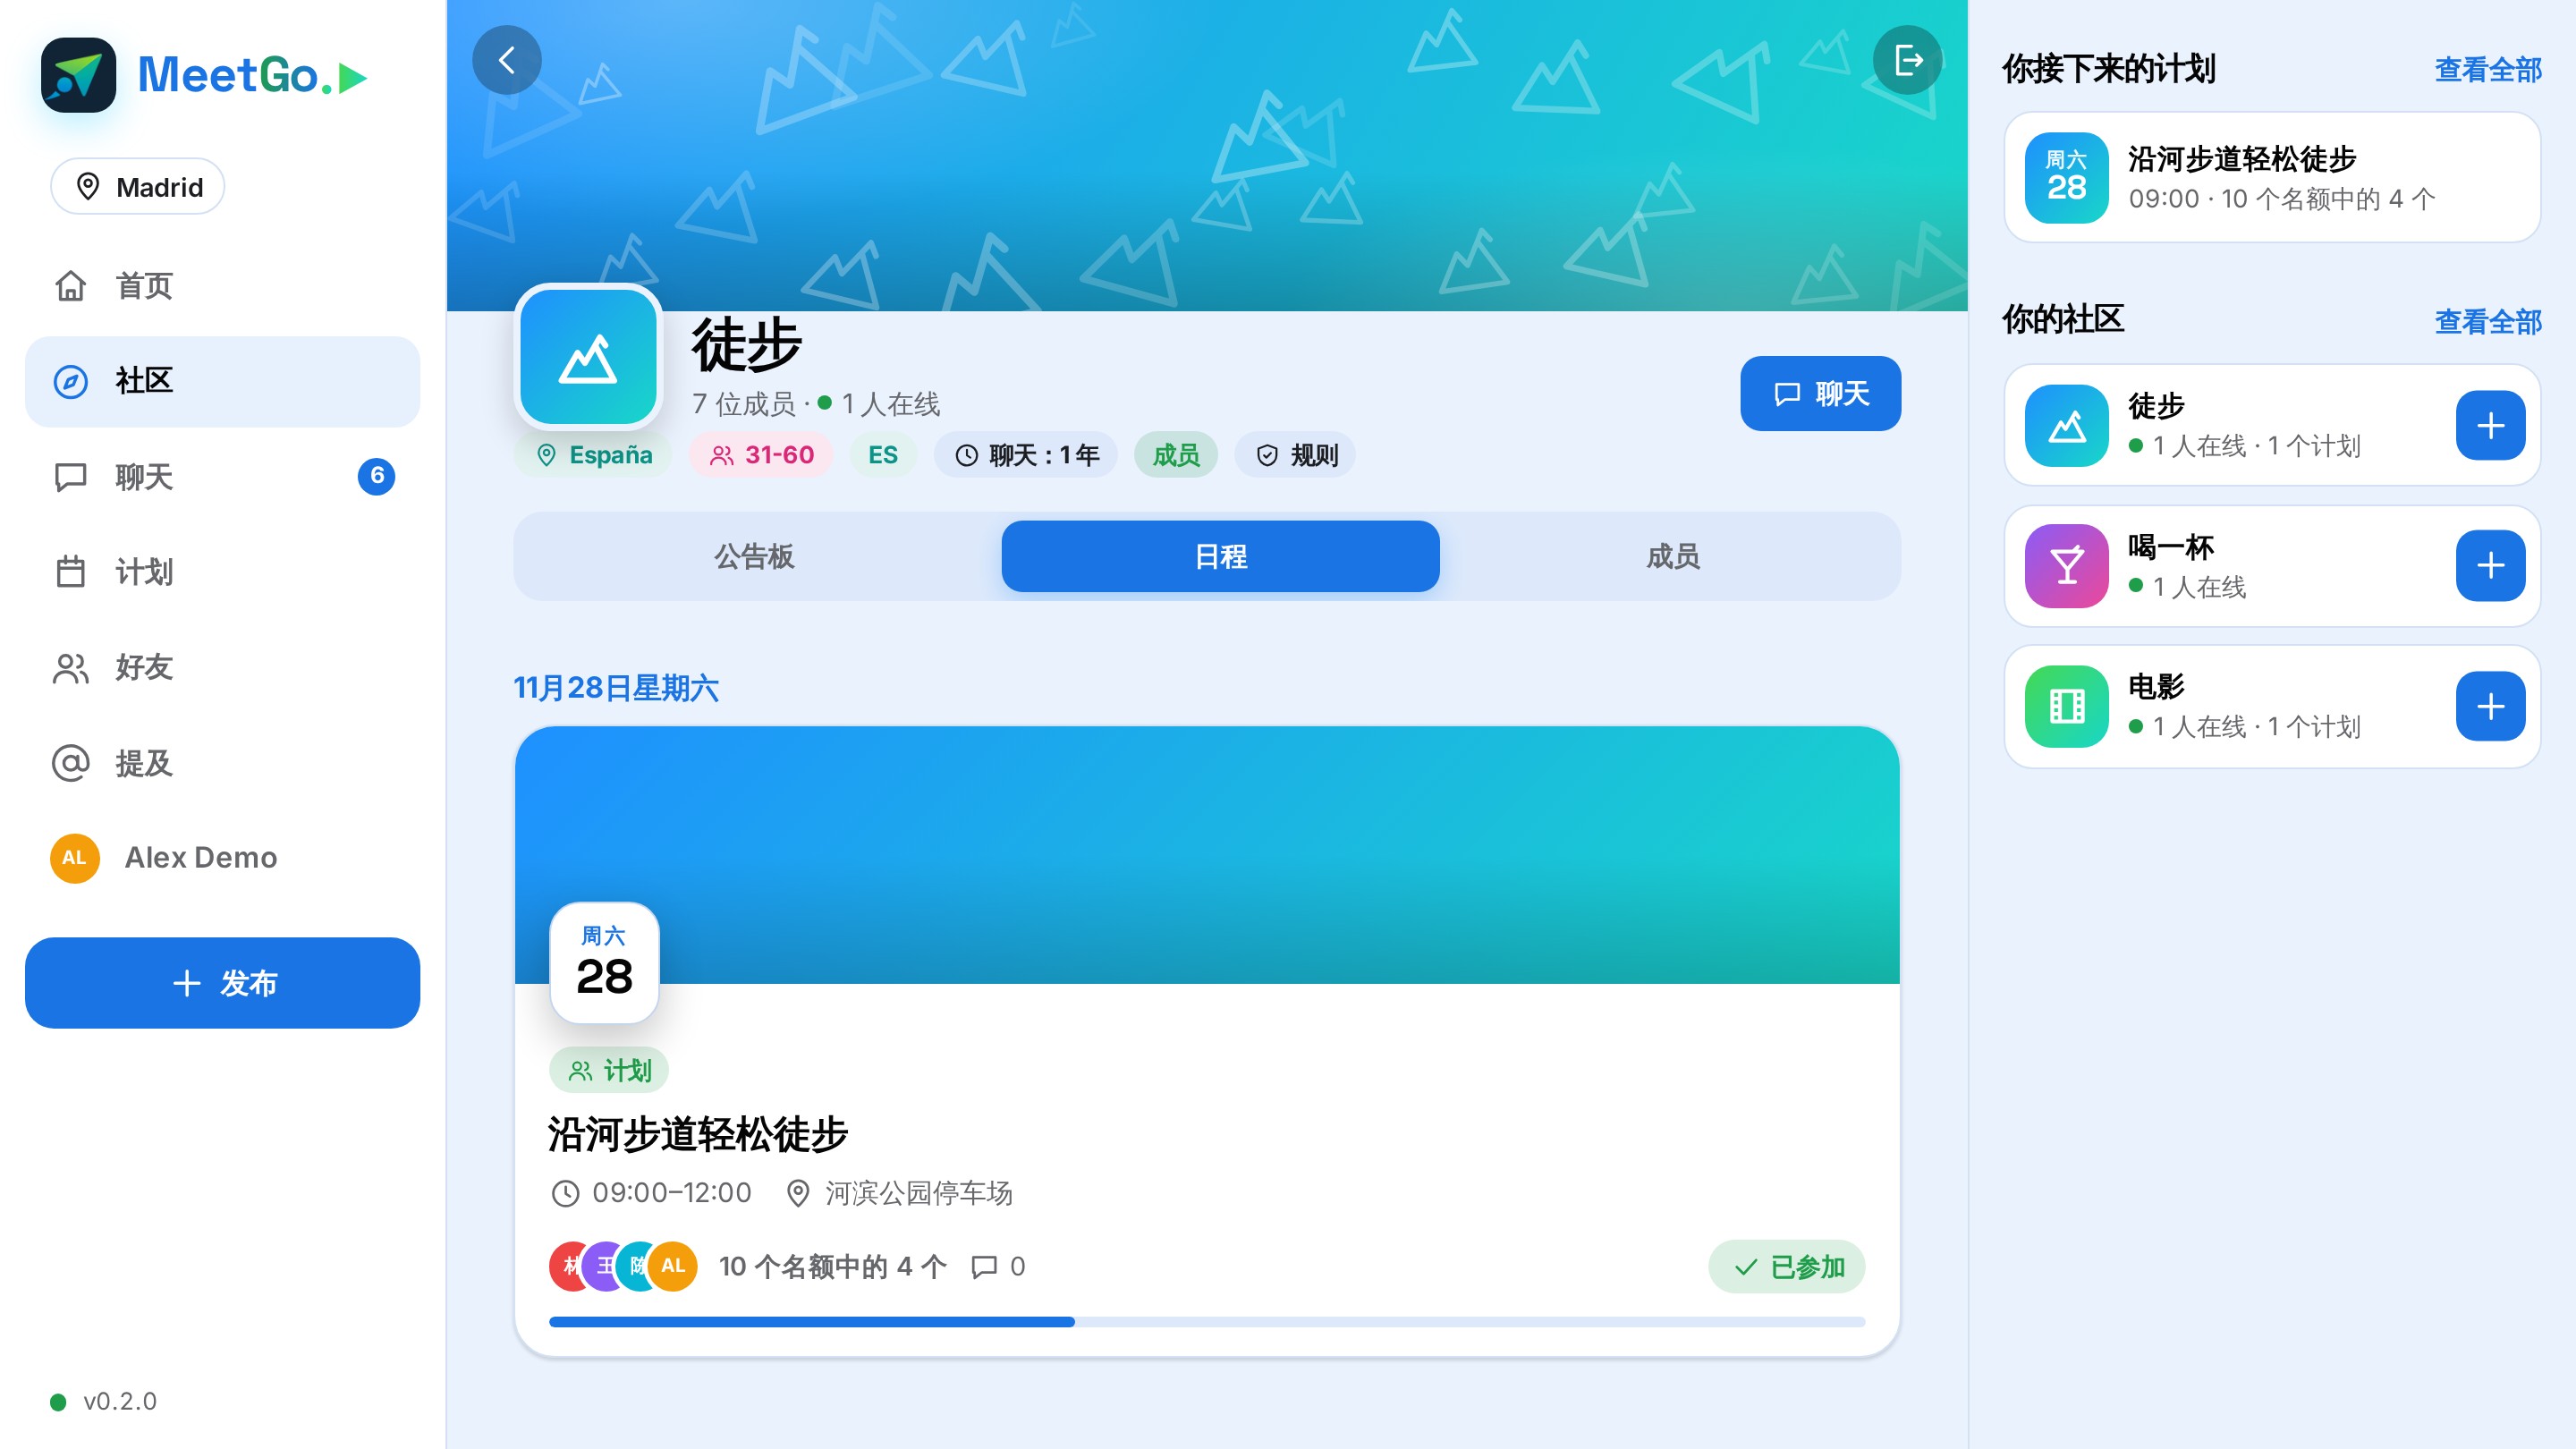 MeetGo.
Madrid
首页
社区
聊天
6
计划
好友
提及
AL
Alex Demo
发布
v0.2.0
徒步
7 位成员 · 1 人在线
聊天
España
31-60
ES
聊天：1 年
成员
规则
公告板
日程
成员
11月28日星期六
周六
28
计划
沿河步道轻松徒步
09:00–12:00
河滨公园停车场
林
王
陈
AL
10 个名额中的 4 个
0
已参加
你接下来的计划
查看全部
周六
28
沿河步道轻松徒步
09:00 · 10 个名额中的 4 个
你的社区
查看全部
徒步
1 人在线 · 1 个计划
喝一杯
1 人在线
电影
1 人在线 · 1 个计划